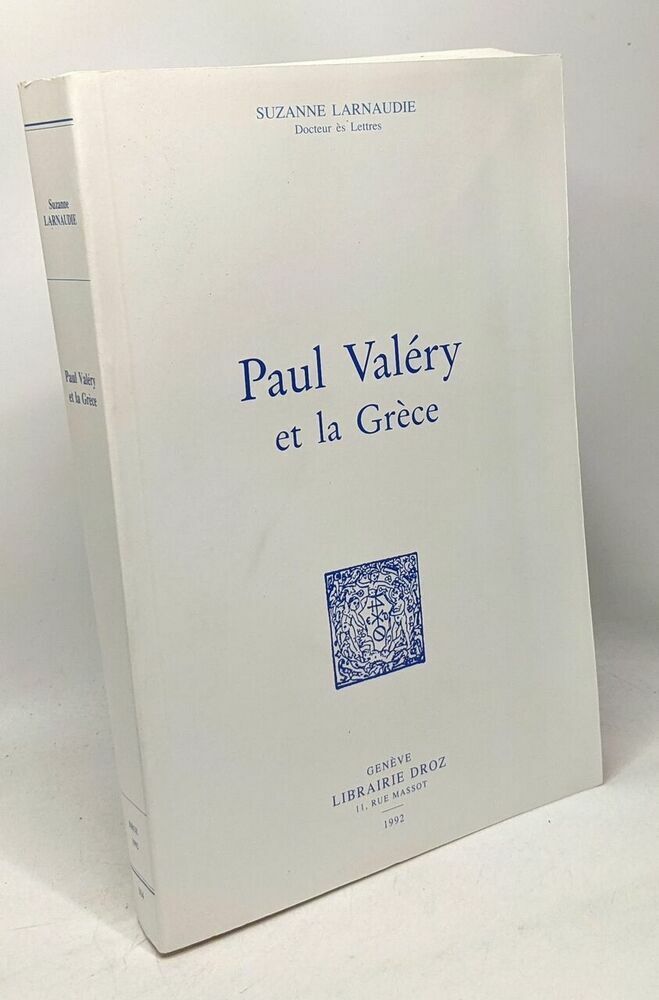 SUZANNE LARNAUDIE
Docteur ès Lettres
Paul Valéry
et la Grèce
GENÈVE
LIBRAIRIE DROZ
11, RUE MASSOT
1992
Suzanne
LARNAUDIE
Paul Valéry
et la Grèce